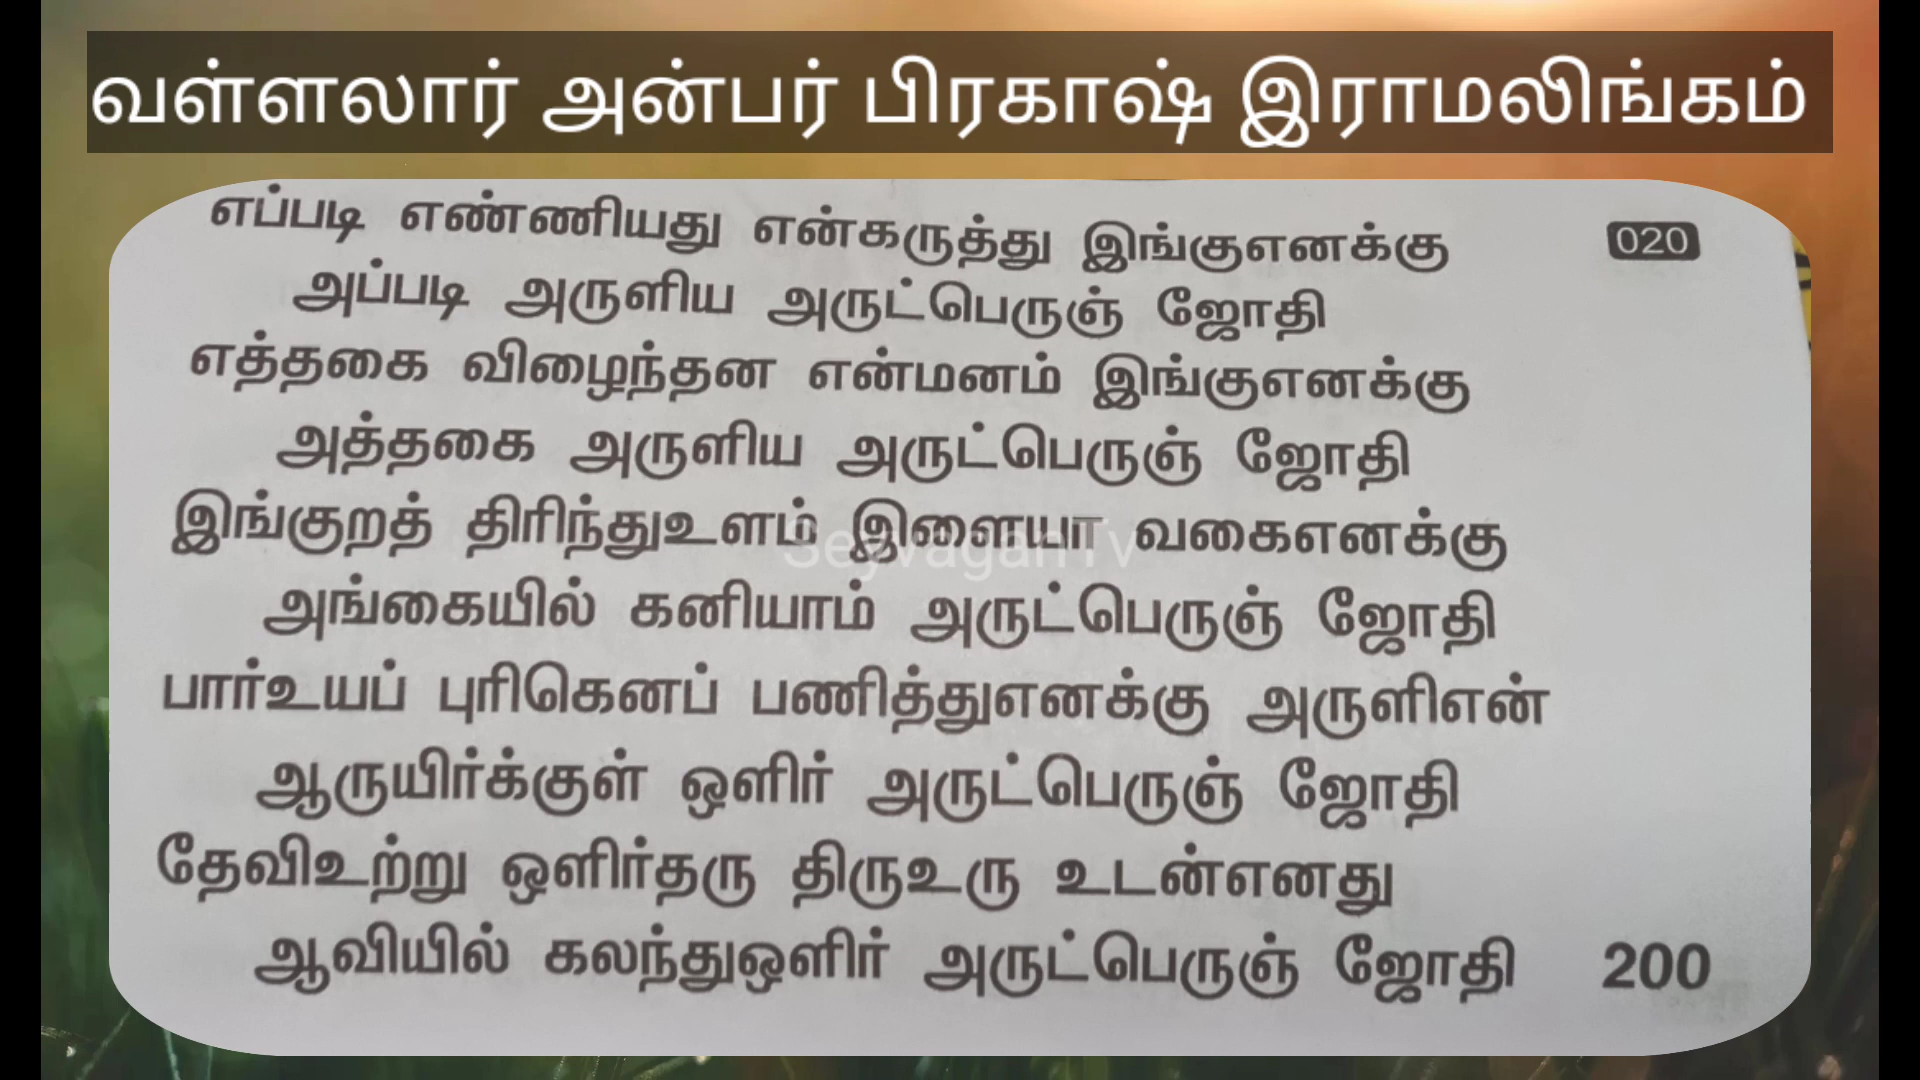 வள்ளலார் அன்பர் பிரகாஷ் இராமலிங்கம்
எப்படி எண்ணியது என்கருத்து இங்குஎனக்கு 020
அப்படி அருளிய அருட்பெருஞ் ஜோதி
எத்தகை விழைந்தன என்மனம் இங்குஎனக்கு
அத்தகை அருளிய அருட்பெருஞ் ஜோதி
இங்குறத் திரிந்துஉளம் இளையா வகைஎனக்கு
SeyvaganTv
அங்கையில் கனியாம் அருட்பெருஞ் ஜோதி
பார்உயப் புரிகெனப் பணித்துஎனக்கு அருளிஎன்
ஆருயிர்க்குள் ஒளிர் அருட்பெருஞ் ஜோதி
தேவிஉற்று ஒளிர்தரு திருஉரு உடன்எனது
ஆவியில் கலந்துஒளிர் அருட்பெருஞ் ஜோதி 200